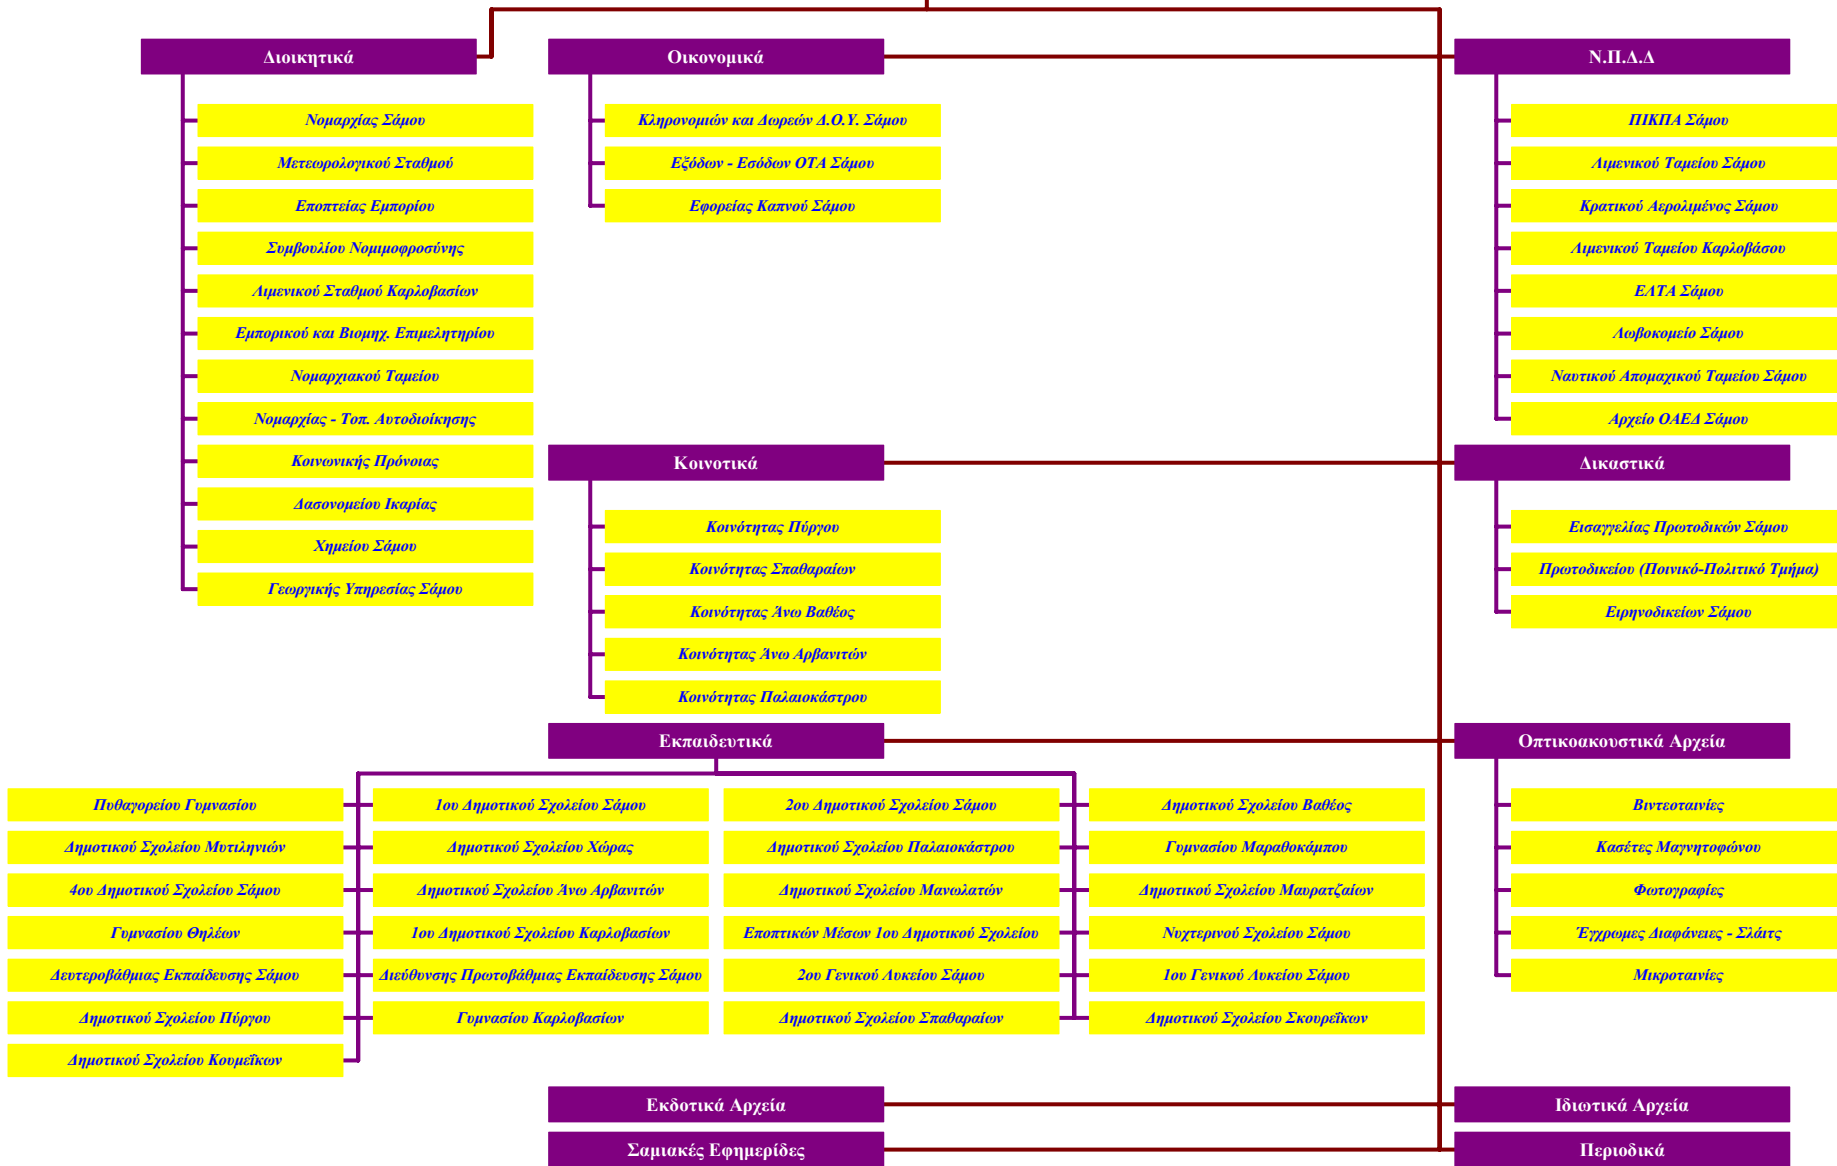 Διοικητικά
Νομαρχίας Σάμου
Μετεωρολογικού Σταθμού
Εποπτείας Εμπορίου
Συμβουλίου Νομιμοφροσύνης
Λιμενικού Σταθμού Καρλοβασίων
Εμπορικού και Βιομηχ. Επιμελητηρίου
Νομαρχιακού Ταμείου
Νομαρχίας - Τοπ. Αυτοδιοίκησης
Κοινωνικής Πρόνοιας
Δασονομείου Ικαρίας
Χημείου Σάμου
Γεωργικής Υπηρεσίας Σάμου
Οικονομικά
Κληρονομιών και Δωρεών Δ.Ο.Υ. Σάμου
Εξόδων - Εσόδων ΟΤΑ Σάμου
Εφορείας Καπνού Σάμου
Ν.Π.Δ.Δ
ΠΙΚΠΑ Σάμου
Λιμενικού Ταμείου Σάμου
Κρατικού Αερολιμένος Σάμου
Λιμενικού Ταμείου Καρλοβάσου
ΕΛΤΑ Σάμου
Λωβοκομείο Σάμου
Ναυτικού Απομαχικού Ταμείου Σάμου
Αρχείο ΟΑΕΔ Σάμου
Κοινοτικά
Κοινότητας Πύργου
Κοινότητας Σπαθαραίων
Κοινότητας Άνω Βαθέος
Κοινότητας Άνω Αρβανιτών
Κοινότητας Παλαιοκάστρου
Δικαστικά
Εισαγγελίας Πρωτοδικών Σάμου
Πρωτοδικείου (Ποινικό-Πολιτικό Τμήμα)
Ειρηνοδικείων Σάμου
Εκπαιδευτικά
Πυθαγορείου Γυμνασίου
1ου Δημοτικού Σχολείου Σάμου
2ου Δημοτικού Σχολείου Σάμου
Δημοτικού Σχολείου Βαθέος
Δημοτικού Σχολείου Μυτιληνιών
Δημοτικού Σχολείου Χώρας
Δημοτικού Σχολείου Παλαιοκάστρου
Γυμνασίου Μαραθοκάμπου
4ου Δημοτικού Σχολείου Σάμου
Δημοτικού Σχολείου Άνω Αρβανιτών
Δημοτικού Σχολείου Μανωλατών
Δημοτικού Σχολείου Μαυρατζαίων
Γυμνασίου Θηλέων
1ου Δημοτικού Σχολείου Καρλοβασίων
Εποπτικών Μέσων 1ου Δημοτικού Σχολείου
Νυχτερινού Σχολείου Σάμου
Δευτεροβάθμιας Εκπαίδευσης Σάμου
Διεύθυνσης Πρωτοβάθμιας Εκπαίδευσης Σάμου
2ου Γενικού Λυκείου Σάμου
1ου Γενικού Λυκείου Σάμου
Δημοτικού Σχολείου Πύργου
Γυμνασίου Καρλοβασίων
Δημοτικού Σχολείου Σπαθαραίων
Δημοτικού Σχολείου Σκουρεΐκων
Δημοτικού Σχολείου Κουμεΐκων
Οπτικοακουστικά Αρχεία
Βιντεοταινίες
Κασέτες Μαγνητοφώνου
Φωτογραφίες
Έγχρωμες Διαφάνειες - Σλάιτς
Μικροταινίες
Εκδοτικά Αρχεία
Ιδιωτικά Αρχεία
Σαμιακές Εφημερίδες
Περιοδικά